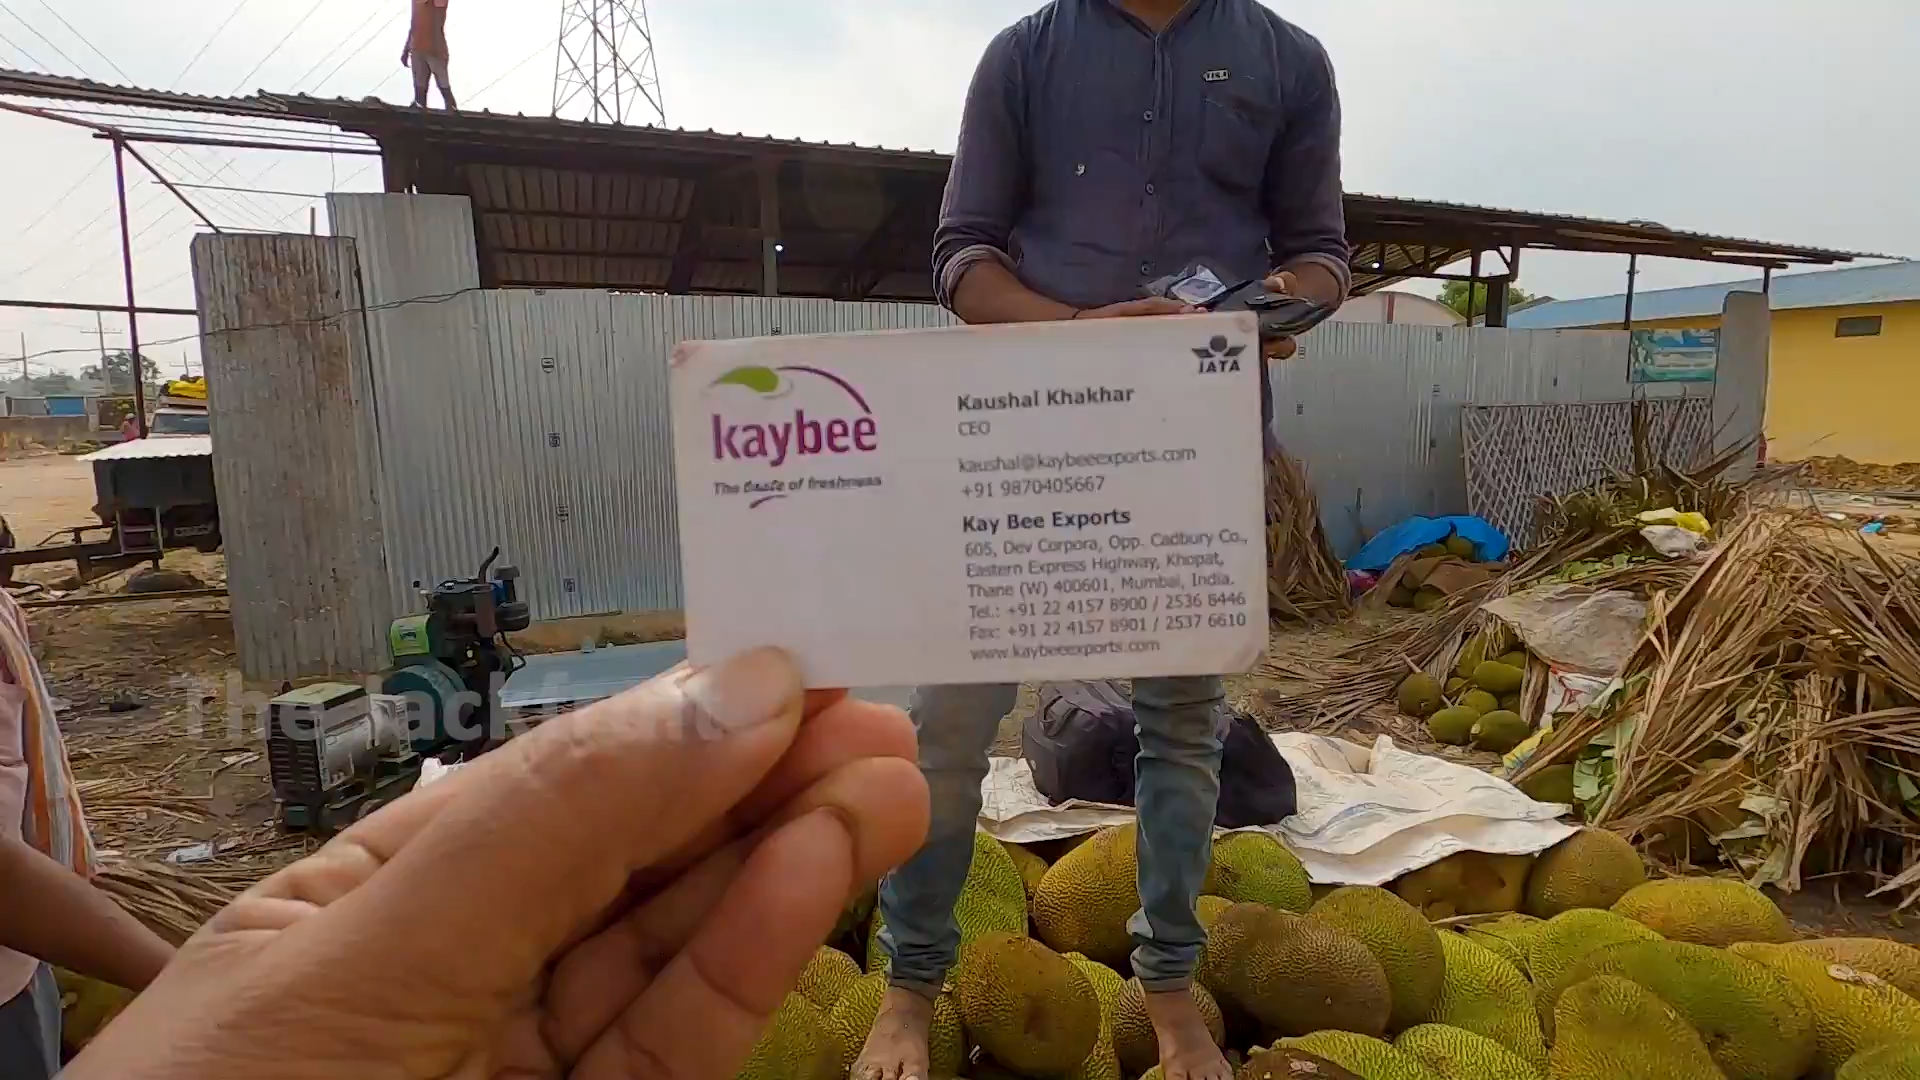 kaybee
The taste of freshness
IATA
Kaushal Khakhar
CEO
kaushal@kaybeeexports.com
+91 9870405667
Kay Bee Exports
605, Dev Corpora, Opp. Cadbury Co.,
Eastern Express Highway, Khopat,
Thane (W) 400601, Mumbai, India.
Tel.: +91 22 4157 8900 / 2536 8446
Fax: +91 22 4157 8901 / 2537 6610
www.kaybeeexports.com
The Jackfruit